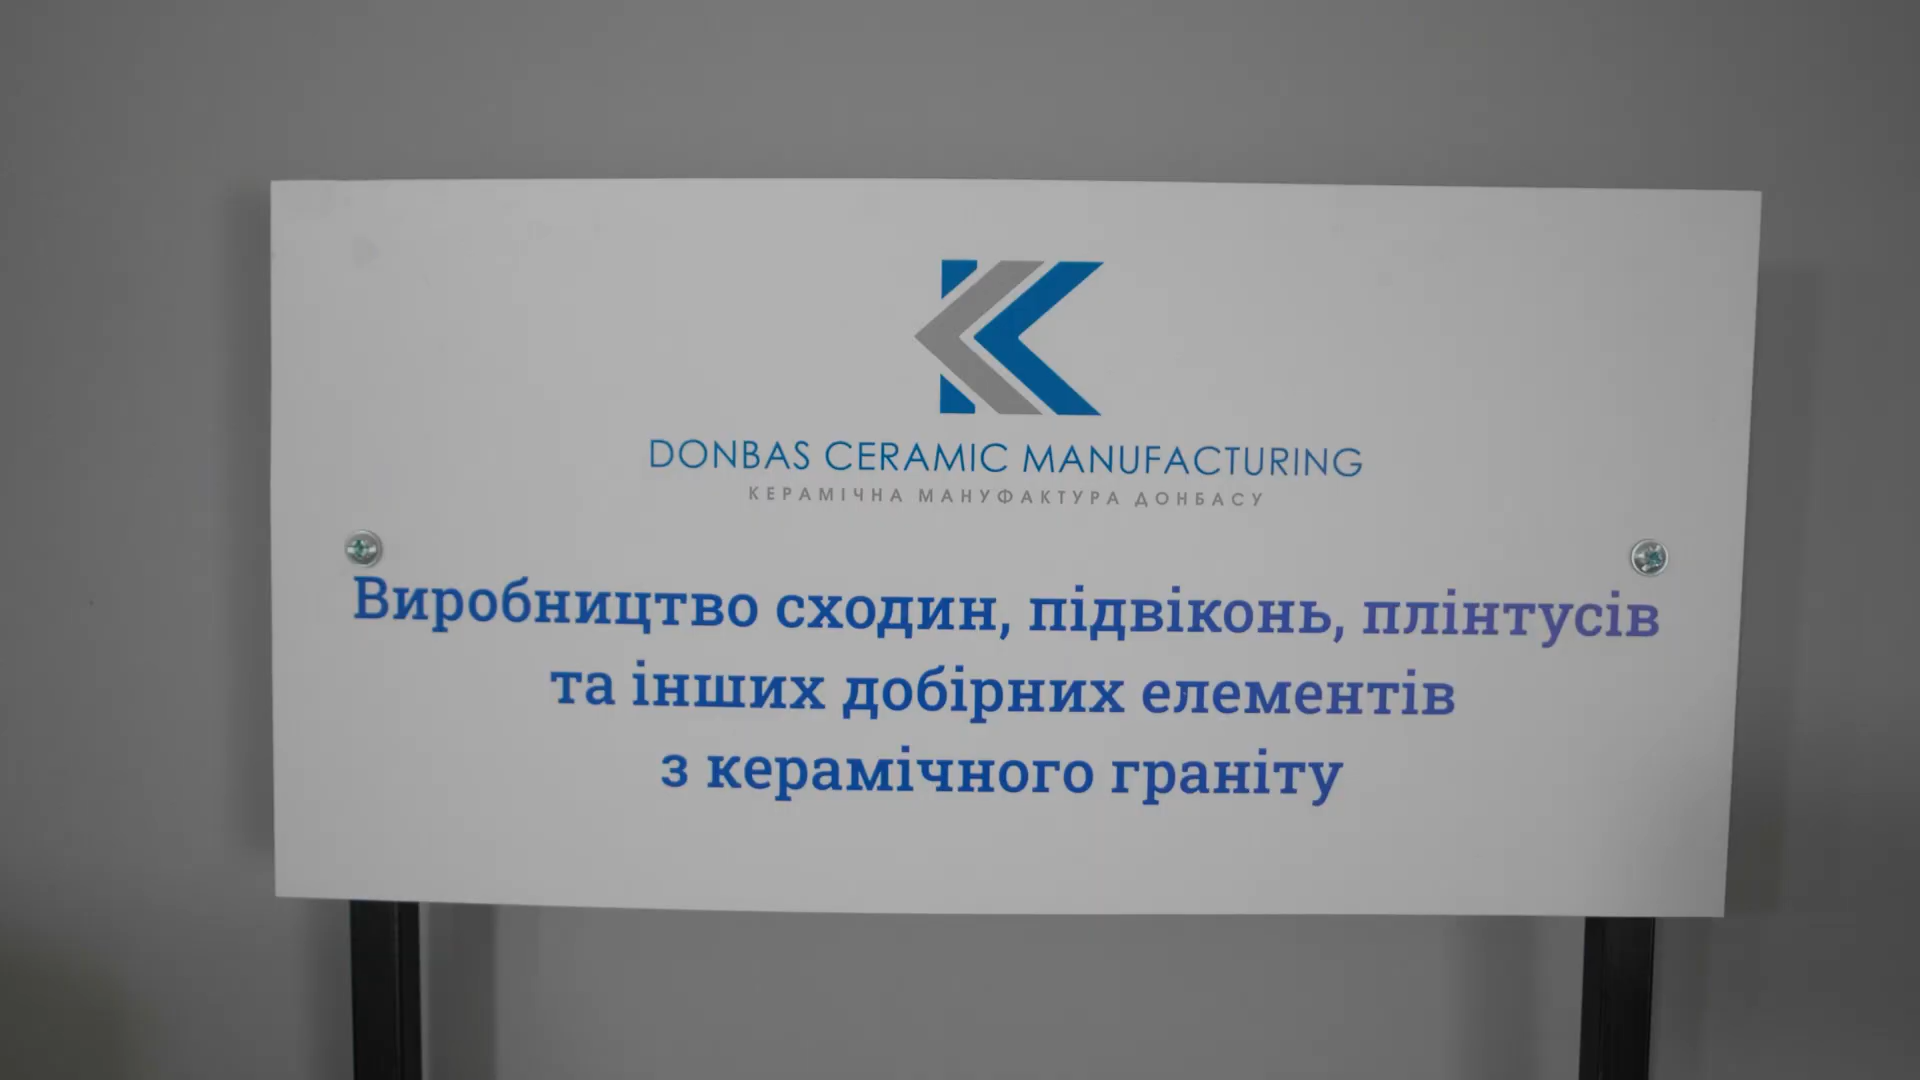 DONBAS CERAMIC MANUFACTURING
КЕРАМІЧНА МАНУФАКТУРА ДОНБАСУ
Виробництво сходин, підвіконь, плінтусів
та інших добірних елементів
з керамічного граніту